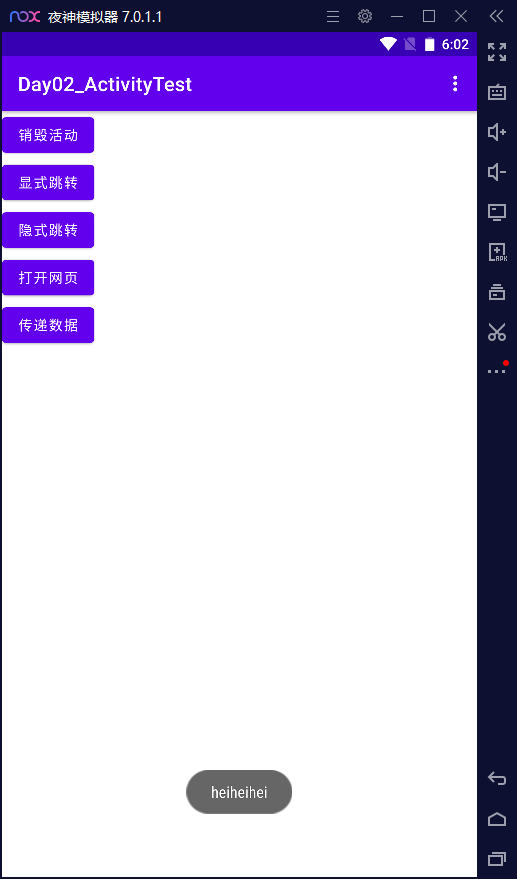 nox 夜神模拟器 7.0.1.1
6:02
Day02_ActivityTest
销毁活动
显式跳转
隐式跳转
打开网页
传递数据
APK
heiheihei